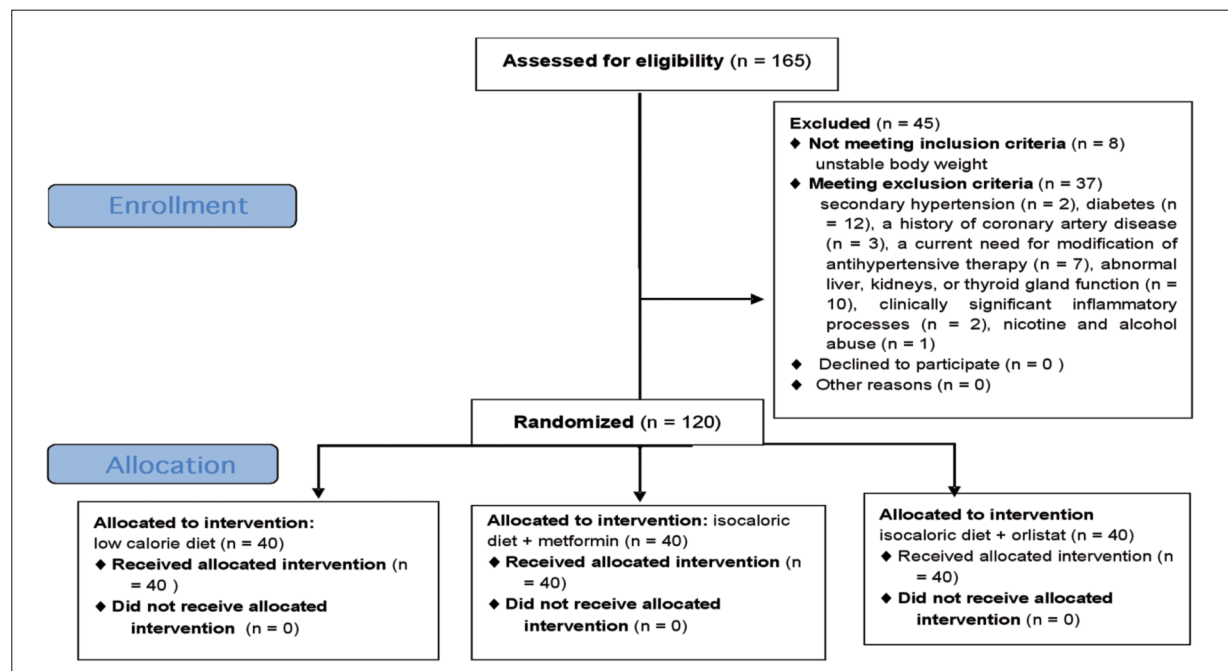 Assessed for eligibility (n = 165)
Excluded (n = 45)
◆ Not meeting inclusion criteria (n = 8)
unstable body weight
◆ Meeting exclusion criteria (n = 37)
secondary hypertension (n = 2), diabetes (n
= 12), a history of coronary artery disease
(n = 3), a current need for modification of
antihypertensive therapy (n = 7), abnormal
liver, kidneys, or thyroid gland function (n =
10), clinically significant inflammatory
processes (n = 2), nicotine and alcohol
abuse (n = 1)
◆ Declined to participate (n = 0 )
◆ Other reasons (n = 0)
Enrollment
Randomized (n = 120)
Allocation
Allocated to intervention:
low calorie diet (n = 40)
◆ Received allocated intervention (n
= 40 )
◆ Did not receive allocated
intervention (n = 0)
Allocated to intervention: isocaloric
diet + metformin (n = 40)
◆ Received allocated intervention (n
= 40)
◆ Did not receive allocated
intervention (n = 0)
Allocated to intervention
isocaloric diet + orlistat (n = 40)
◆ Received allocated intervention (n
= 40)
◆ Did not receive allocated
intervention (n = 0)